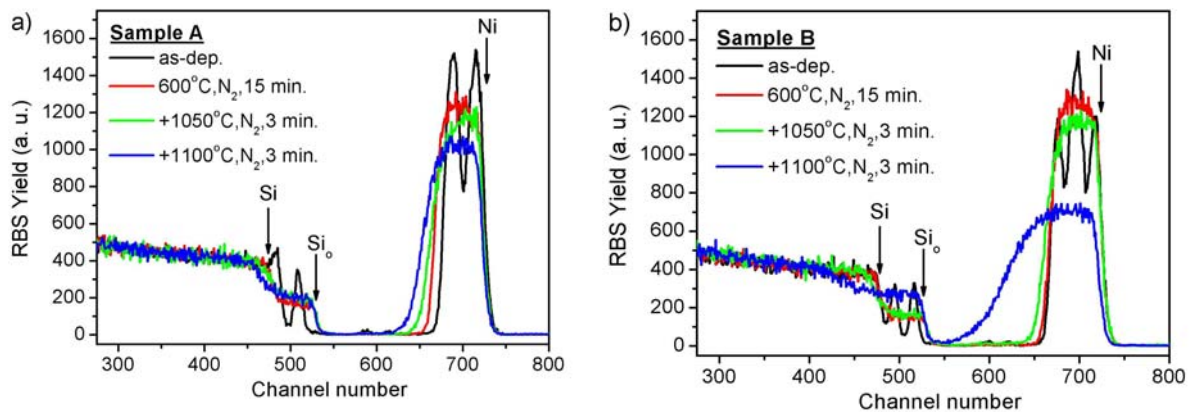 a)
Sample A
as-dep.
600°C,N₂,15 min.
+1050°C,N₂,3 min.
+1100°C,N₂,3 min.
Ni
Si
Siₒ
RBS Yield (a. u.)
1600
1400
1200
1000
800
600
400
200
0
300 400 500 600 700 800
Channel number
b)
Sample B
as-dep.
600°C,N₂,15 min.
+1050°C,N₂,3 min.
+1100°C,N₂,3 min.
Ni
Si
Siₒ
RBS Yield (a. u.)
1600
1400
1200
1000
800
600
400
200
0
300 400 500 600 700 800
Channel number